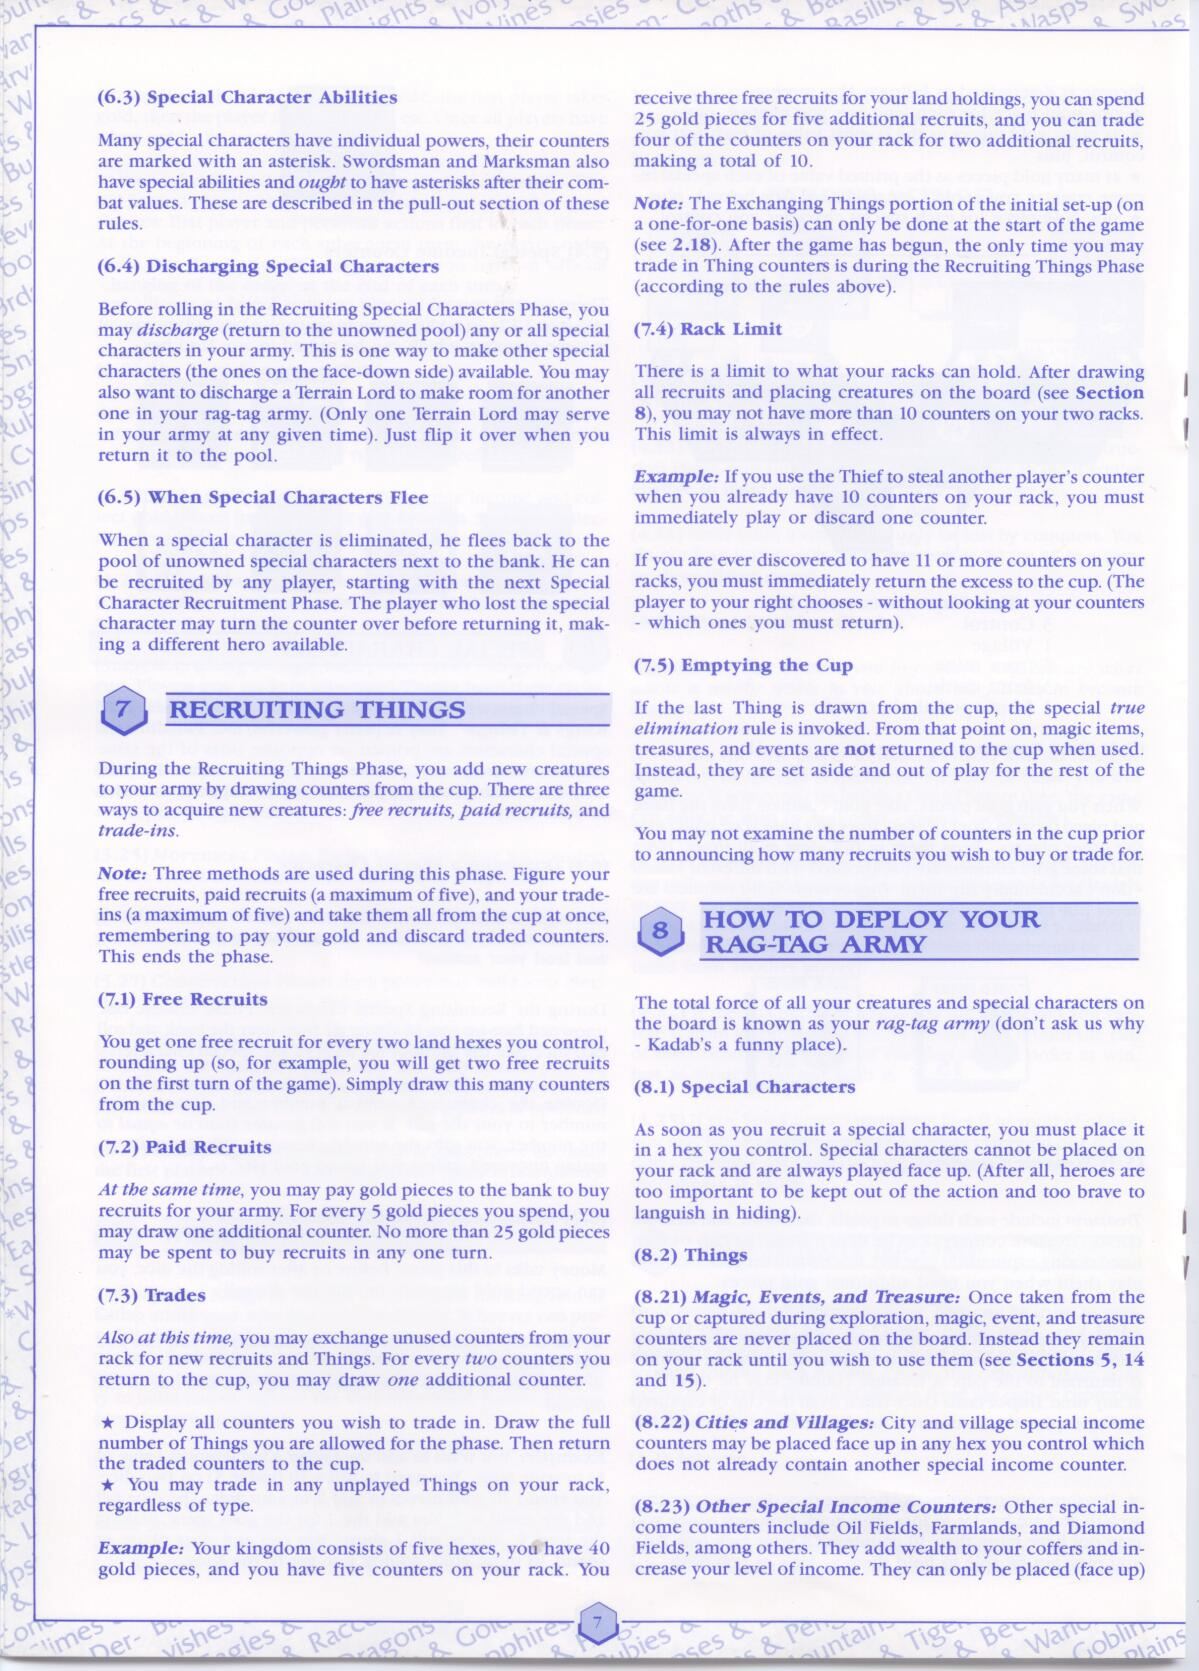 (6.3) Special Character Abilities
Many special characters have individual powers, their counters
are marked with an asterisk. Swordsman and Marksman also
have special abilities and ought to have asterisks after their com-
bat values. These are described in the pull-out section of these
rules.
(6.4) Discharging Special Characters
Before rolling in the Recruiting Special Characters Phase, you
may discharge (return to the unowned pool) any or all special
characters in your army. This is one way to make other special
characters (the ones on the face-down side) available. You may
also want to discharge a Terrain Lord to make room for another
one in your rag-tag army. (Only one Terrain Lord may serve
in your army at any given time). Just flip it over when you
return it to the pool.
(6.5) When Special Characters Flee
When a special character is eliminated, he flees back to the
pool of unowned special characters next to the bank. He can
be recruited by any player, starting with the next Special
Character Recruitment Phase. The player who lost the special
character may turn the counter over before returning it, mak-
ing a different hero available.
7 RECRUITING THINGS
During the Recruiting Things Phase, you add new creatures
to your army by drawing counters from the cup. There are three
ways to acquire new creatures: free recruits, paid recruits, and
trade-ins.
Note: Three methods are used during this phase. Figure your
free recruits, paid recruits (a maximum of five), and your trade-
ins (a maximum of five) and take them all from the cup at once,
remembering to pay your gold and discard traded counters.
This ends the phase.
(7.1) Free Recruits
You get one free recruit for every two land hexes you control,
rounding up (so, for example, you will get two free recruits
on the first turn of the game). Simply draw this many counters
from the cup.
(7.2) Paid Recruits
At the same time, you may pay gold pieces to the bank to buy
recruits for your army. For every 5 gold pieces you spend, you
may draw one additional counter. No more than 25 gold pieces
may be spent to buy recruits in any one turn.
(7.3) Trades
Also at this time, you may exchange unused counters from your
rack for new recruits and Things. For every two counters you
return to the cup, you may draw one additional counter.
★ Display all counters you wish to trade in. Draw the full
number of Things you are allowed for the phase. Then return
the traded counters to the cup.
★ You may trade in any unplayed Things on your rack,
regardless of type.
Example: Your kingdom consists of five hexes, you have 40
gold pieces, and you have five counters on your rack. You
receive three free recruits for your land holdings, you can spend
25 gold pieces for five additional recruits, and you can trade
four of the counters on your rack for two additional recruits,
making a total of 10.
Note: The Exchanging Things portion of the initial set-up (on
a one-for-one basis) can only be done at the start of the game
(see 2.18). After the game has begun, the only time you may
trade in Thing counters is during the Recruiting Things Phase
(according to the rules above).
(7.4) Rack Limit
There is a limit to what your racks can hold. After drawing
all recruits and placing creatures on the board (see Section
8), you may not have more than 10 counters on your two racks.
This limit is always in effect.
Example: If you use the Thief to steal another player's counter
when you already have 10 counters on your rack, you must
immediately play or discard one counter.
If you are ever discovered to have 11 or more counters on your
racks, you must immediately return the excess to the cup. (The
player to your right chooses - without looking at your counters
- which ones you must return).
(7.5) Emptying the Cup
If the last Thing is drawn from the cup, the special true
elimination rule is invoked. From that point on, magic items,
treasures, and events are not returned to the cup when used.
Instead, they are set aside and out of play for the rest of the
game.
You may not examine the number of counters in the cup prior
to announcing how many recruits you wish to buy or trade for.
8 HOW TO DEPLOY YOUR
RAG-TAG ARMY
The total force of all your creatures and special characters on
the board is known as your rag-tag army (don't ask us why
- Kadab's a funny place).
(8.1) Special Characters
As soon as you recruit a special character, you must place it
in a hex you control. Special characters cannot be placed on
your rack and are always played face up. (After all, heroes are
too important to be kept out of the action and too brave to
languish in hiding).
(8.2) Things
(8.21) Magic, Events, and Treasure: Once taken from the
cup or captured during exploration, magic, event, and treasure
counters are never placed on the board. Instead they remain
on your rack until you wish to use them (see Sections 5, 14
and 15).
(8.22) Cities and Villages: City and village special income
counters may be placed face up in any hex you control which
does not already contain another special income counter.
(8.23) Other Special Income Counters: Other special in-
come counters include Oil Fields, Farmlands, and Diamond
Fields, among others. They add wealth to your coffers and in-
crease your level of income. They can only be placed (face up)
7